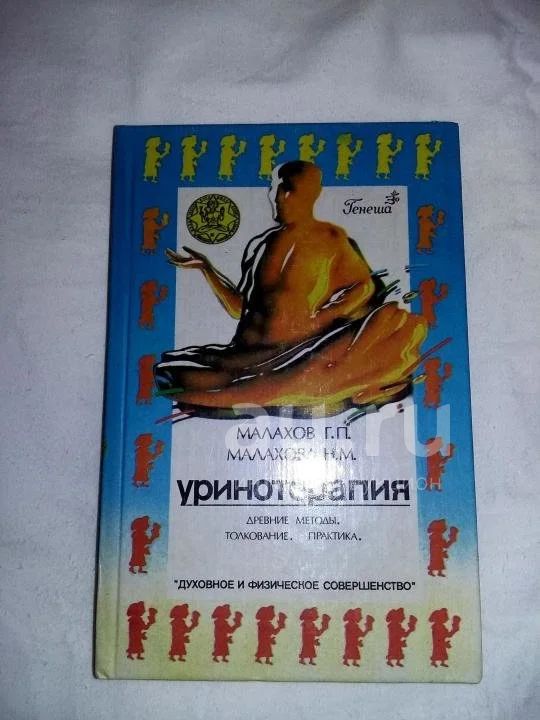 Генеша
МАЛАХОВ Г.П.
МАЛАХОВА Н.М.
уринотерапия
ДРЕВНИЕ МЕТОДЫ.
ТОЛКОВАНИЕ. ПРАКТИКА.
"ДУХОВНОЕ И ФИЗИЧЕСКОЕ СОВЕРШЕНСТВО"